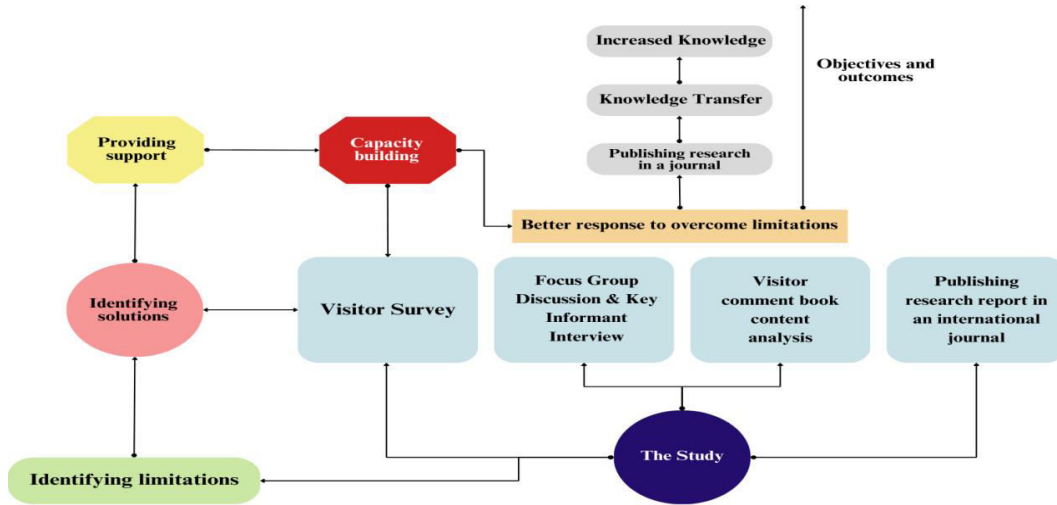 Increased Knowledge
Objectives and
outcomes
Knowledge Transfer
Providing
support
Capacity
building
Publishing research
in a journal
Better response to overcome limitations
Identifying
solutions
Visitor Survey
Focus Group
Discussion & Key
Informant
Interview
Visitor
comment book
content
analysis
Publishing
research report in
an international
journal
The Study
Identifying limitations